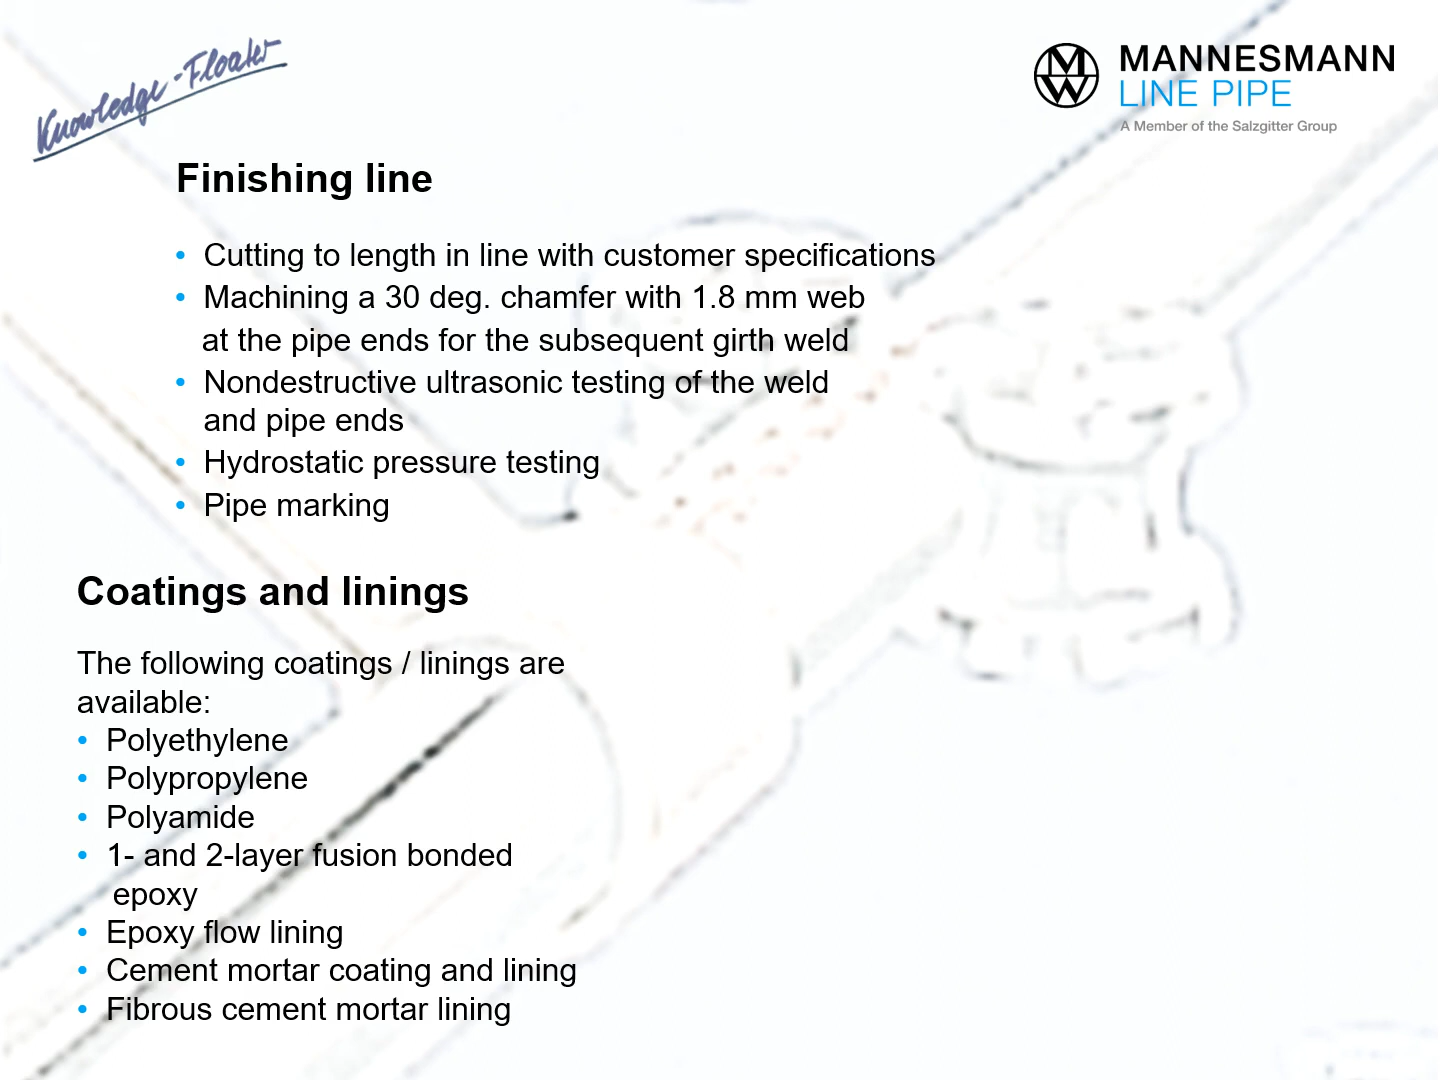 Knowledge-Floater
MANNESMANN
LINE PIPE
A Member of the Salzgitter Group
Finishing line
• Cutting to length in line with customer specifications
• Machining a 30 deg. chamfer with 1.8 mm web
at the pipe ends for the subsequent girth weld
• Nondestructive ultrasonic testing of the weld
and pipe ends
• Hydrostatic pressure testing
• Pipe marking
Coatings and linings
The following coatings / linings are
available:
• Polyethylene
• Polypropylene
• Polyamide
• 1- and 2-layer fusion bonded
epoxy
• Epoxy flow lining
• Cement mortar coating and lining
• Fibrous cement mortar lining